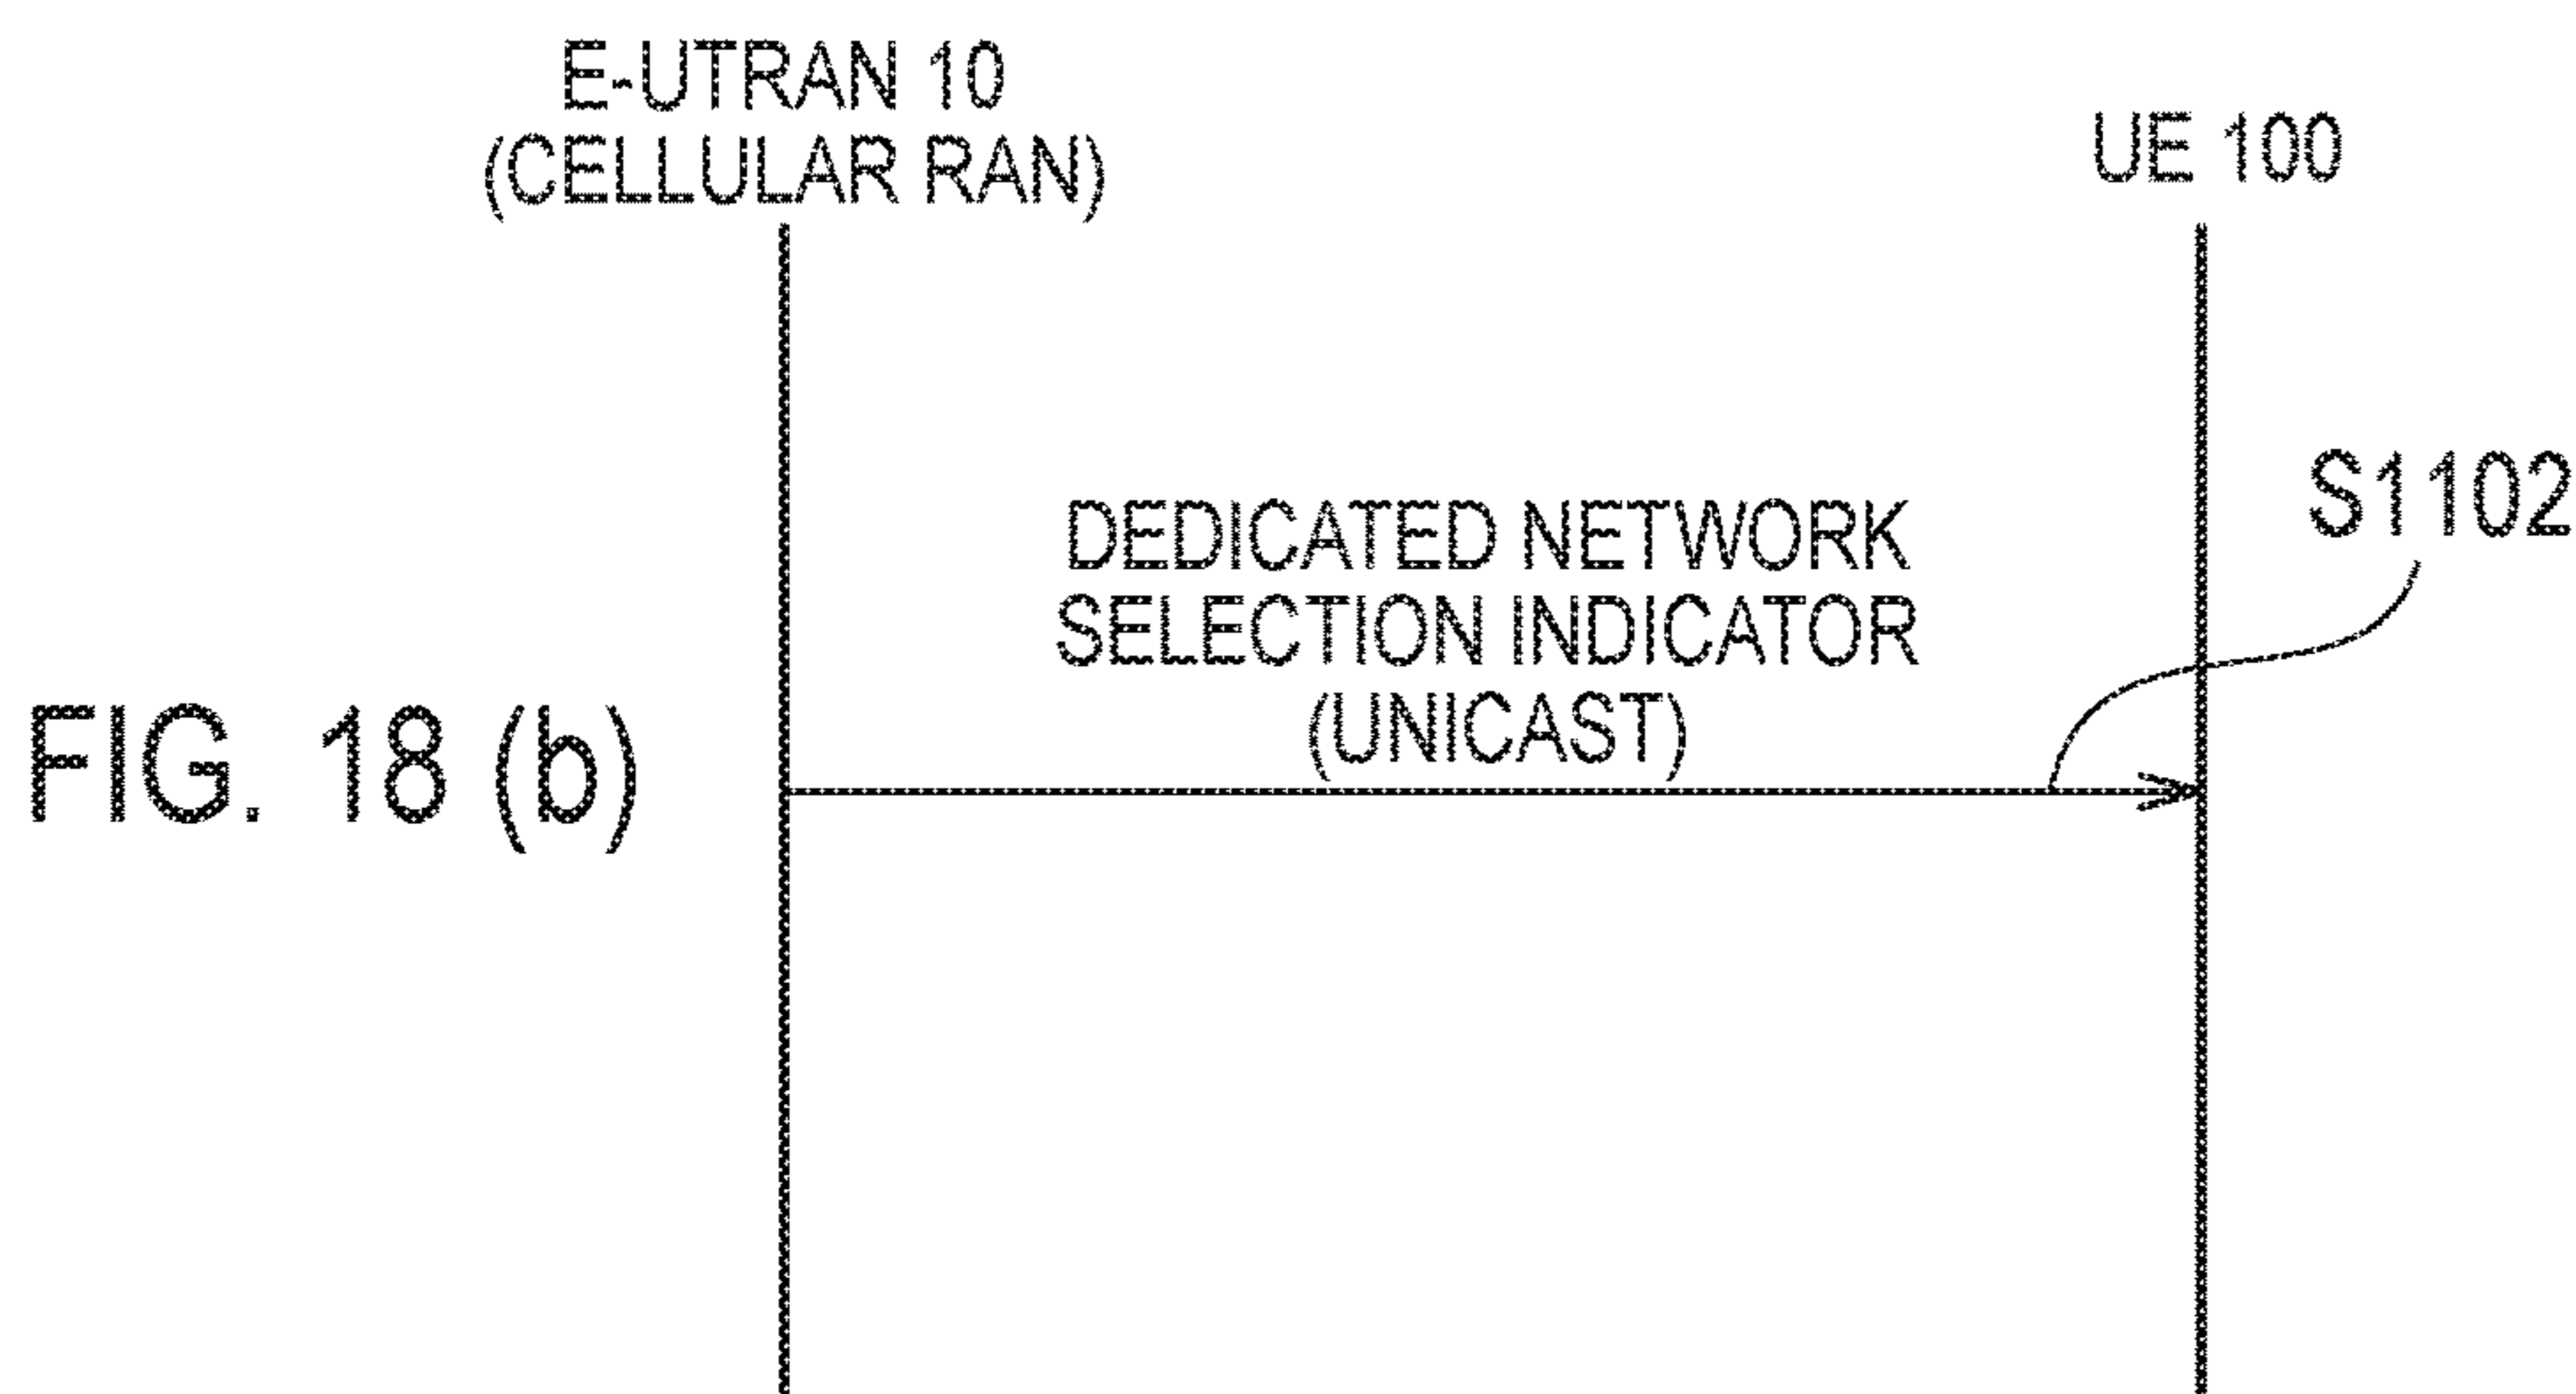 E-UTRAN 10
(CELLULAR RAN)
UE 100
S1102
DEDICATED NETWORK
SELECTION INDICATOR
(UNICAST)
FIG. 18 (b)